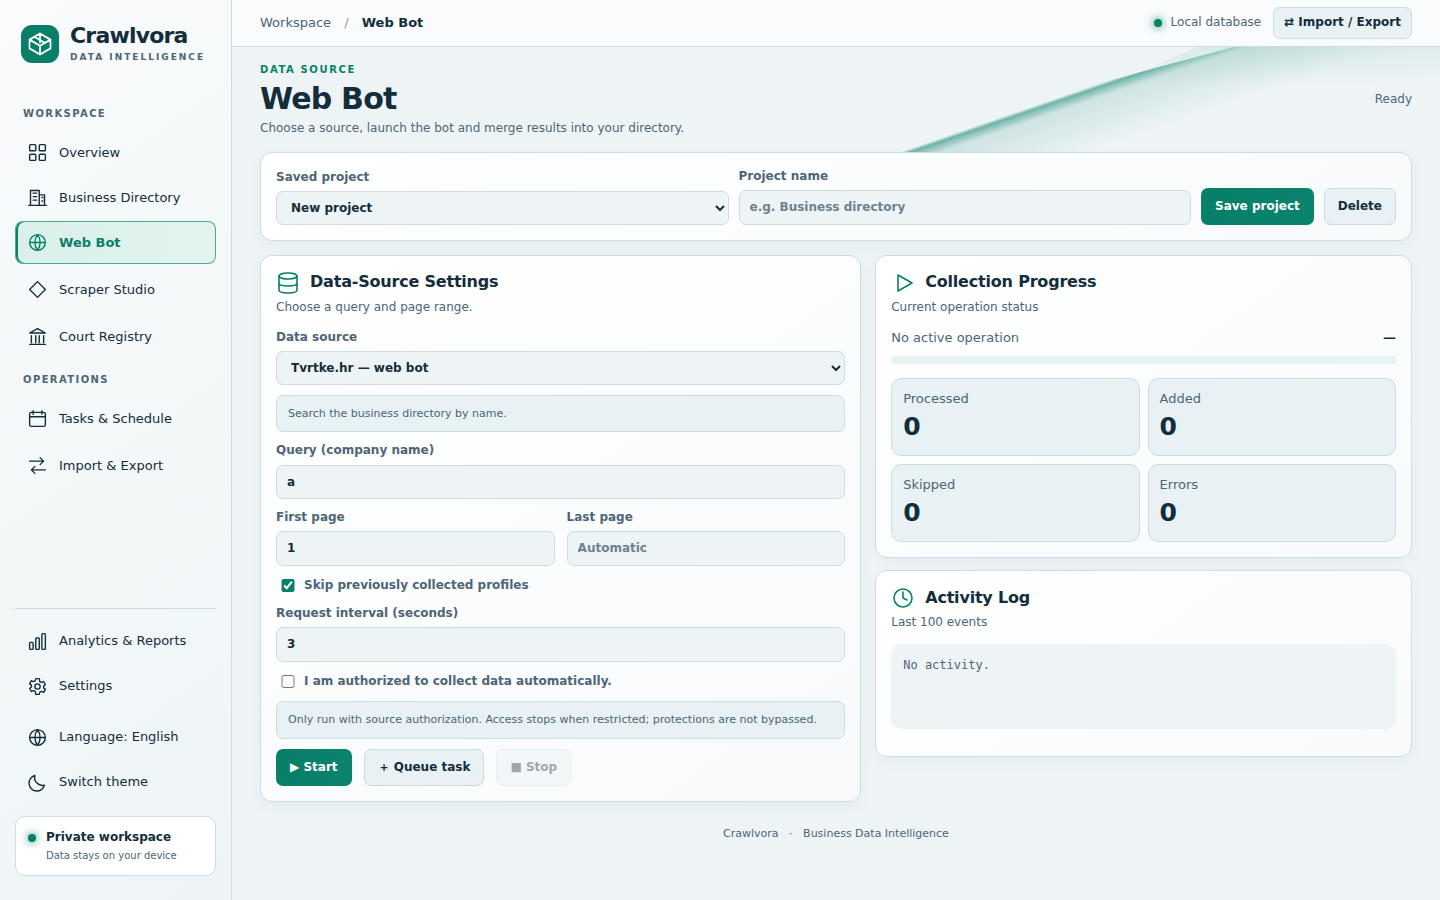 Crawlvora
DATA INTELLIGENCE
WORKSPACE
Overview
Business Directory
Web Bot
Scraper Studio
Court Registry
OPERATIONS
Tasks & Schedule
Import & Export
Analytics & Reports
Settings
Language: English
Switch theme
Private workspace
Data stays on your device
Workspace / Web Bot
Local database
⇄ Import / Export
DATA SOURCE
Web Bot
Choose a source, launch the bot and merge results into your directory.
Ready
Saved project
New project
Project name
e.g. Business directory
Save project
Delete
Data-Source Settings
Choose a query and page range.
Data source
Tvrtke.hr — web bot
Search the business directory by name.
Query (company name)
a
First page
1
Last page
Automatic
Skip previously collected profiles
Request interval (seconds)
3
I am authorized to collect data automatically.
Only run with source authorization. Access stops when restricted; protections are not bypassed.
▶ Start
+ Queue task
■ Stop
Collection Progress
Current operation status
No active operation —
Processed
0
Added
0
Skipped
0
Errors
0
Activity Log
Last 100 events
No activity.
Crawlvora · Business Data Intelligence